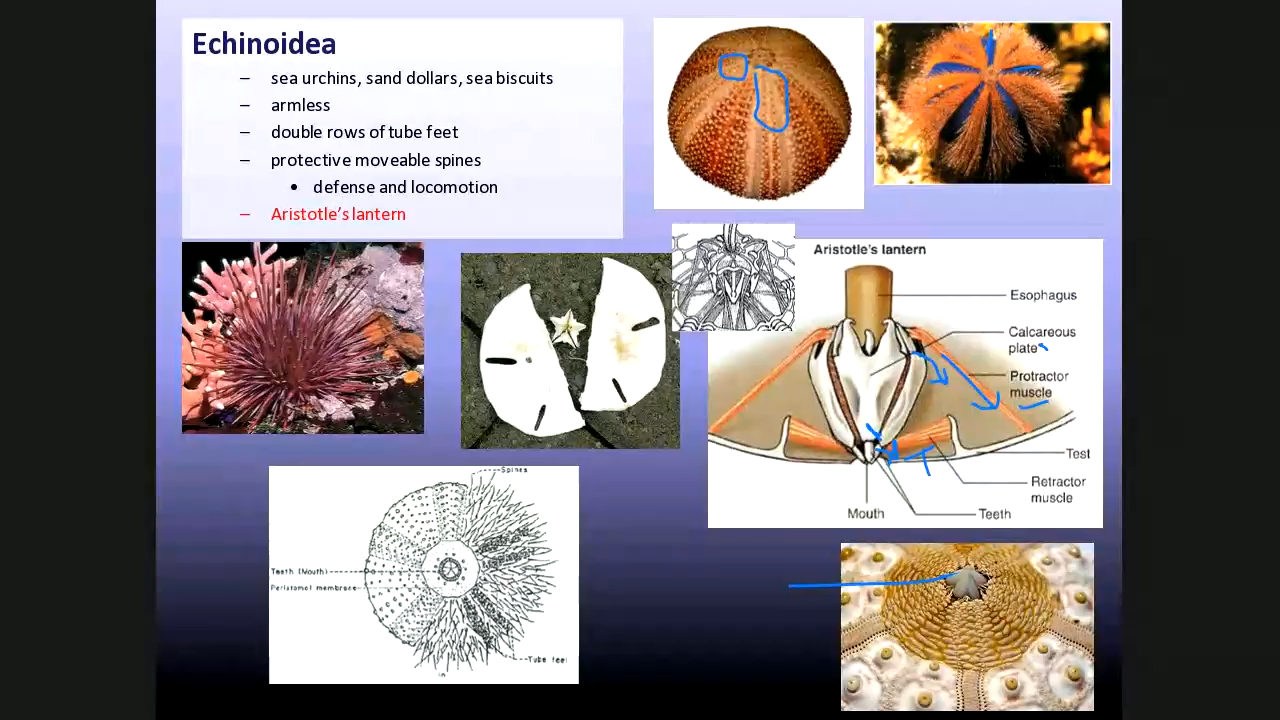 Echinoidea
– sea urchins, sand dollars, sea biscuits
– armless
– double rows of tube feet
– protective moveable spines
• defense and locomotion
– Aristotle's lantern
Aristotle's lantern
Esophagus
Calcareous
plate
Protractor
muscle
Test
Retractor
muscle
Mouth
Teeth
Spines
Teeth (Mouth)
Peristomal membrane
Tube feet